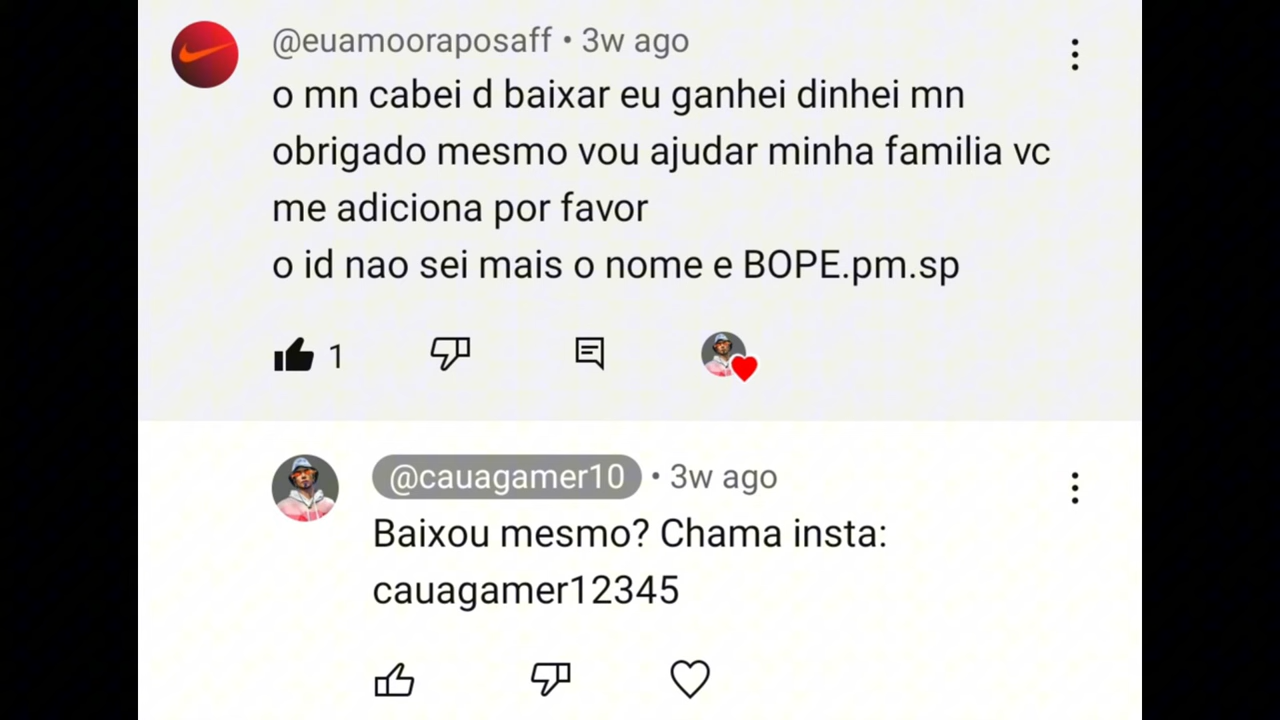 @euamooraposaff • 3w ago
o mn cabei d baixar eu ganhei dinhei mn
obrigado mesmo vou ajudar minha familia vc
me adiciona por favor
o id nao sei mais o nome e BOPE.pm.sp
1
@cauagamer10 • 3w ago
Baixou mesmo? Chama insta:
cauagamer12345